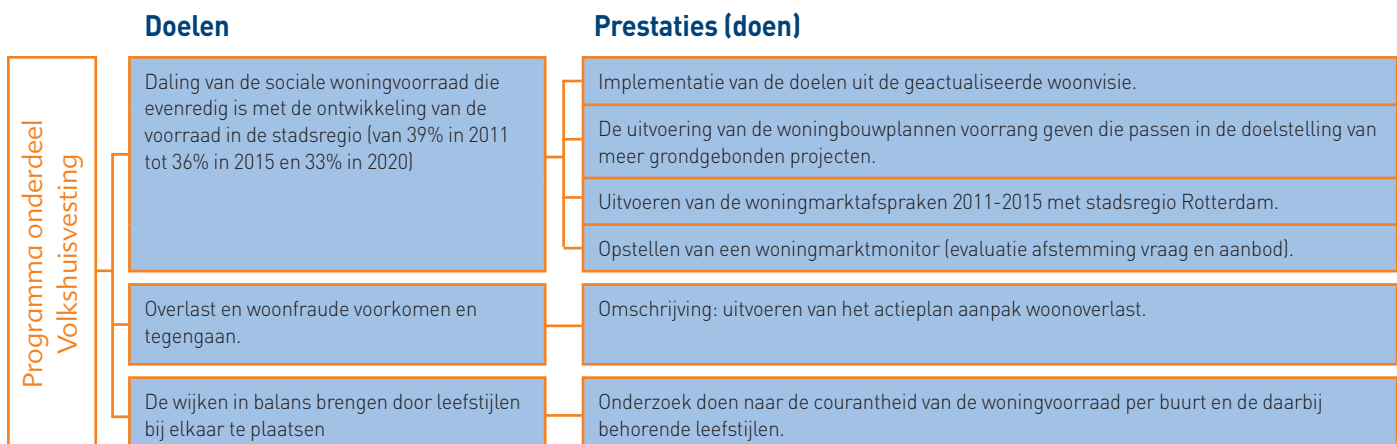 Doelen
Prestaties (doen)
Programma onderdeel
Volkshuisvesting
Daling van de sociale woningvoorraad die
evenredig is met de ontwikkeling van de
voorraad in de stadsregio (van 39% in 2011
tot 36% in 2015 en 33% in 2020)
Implementatie van de doelen uit de geactualiseerde woonvisie.
De uitvoering van de woningbouwplannen voorrang geven die passen in de doelstelling van
meer grondgebonden projecten.
Uitvoeren van de woningmarktafspraken 2011-2015 met stadsregio Rotterdam.
Opstellen van een woningmarktmonitor (evaluatie afstemming vraag en aanbod).
Overlast en woonfraude voorkomen en
tegengaan.
Omschrijving: uitvoeren van het actieplan aanpak woonoverlast.
De wijken in balans brengen door leefstijlen
bij elkaar te plaatsen
Onderzoek doen naar de courantheid van de woningvoorraad per buurt en de daarbij
behorende leefstijlen.